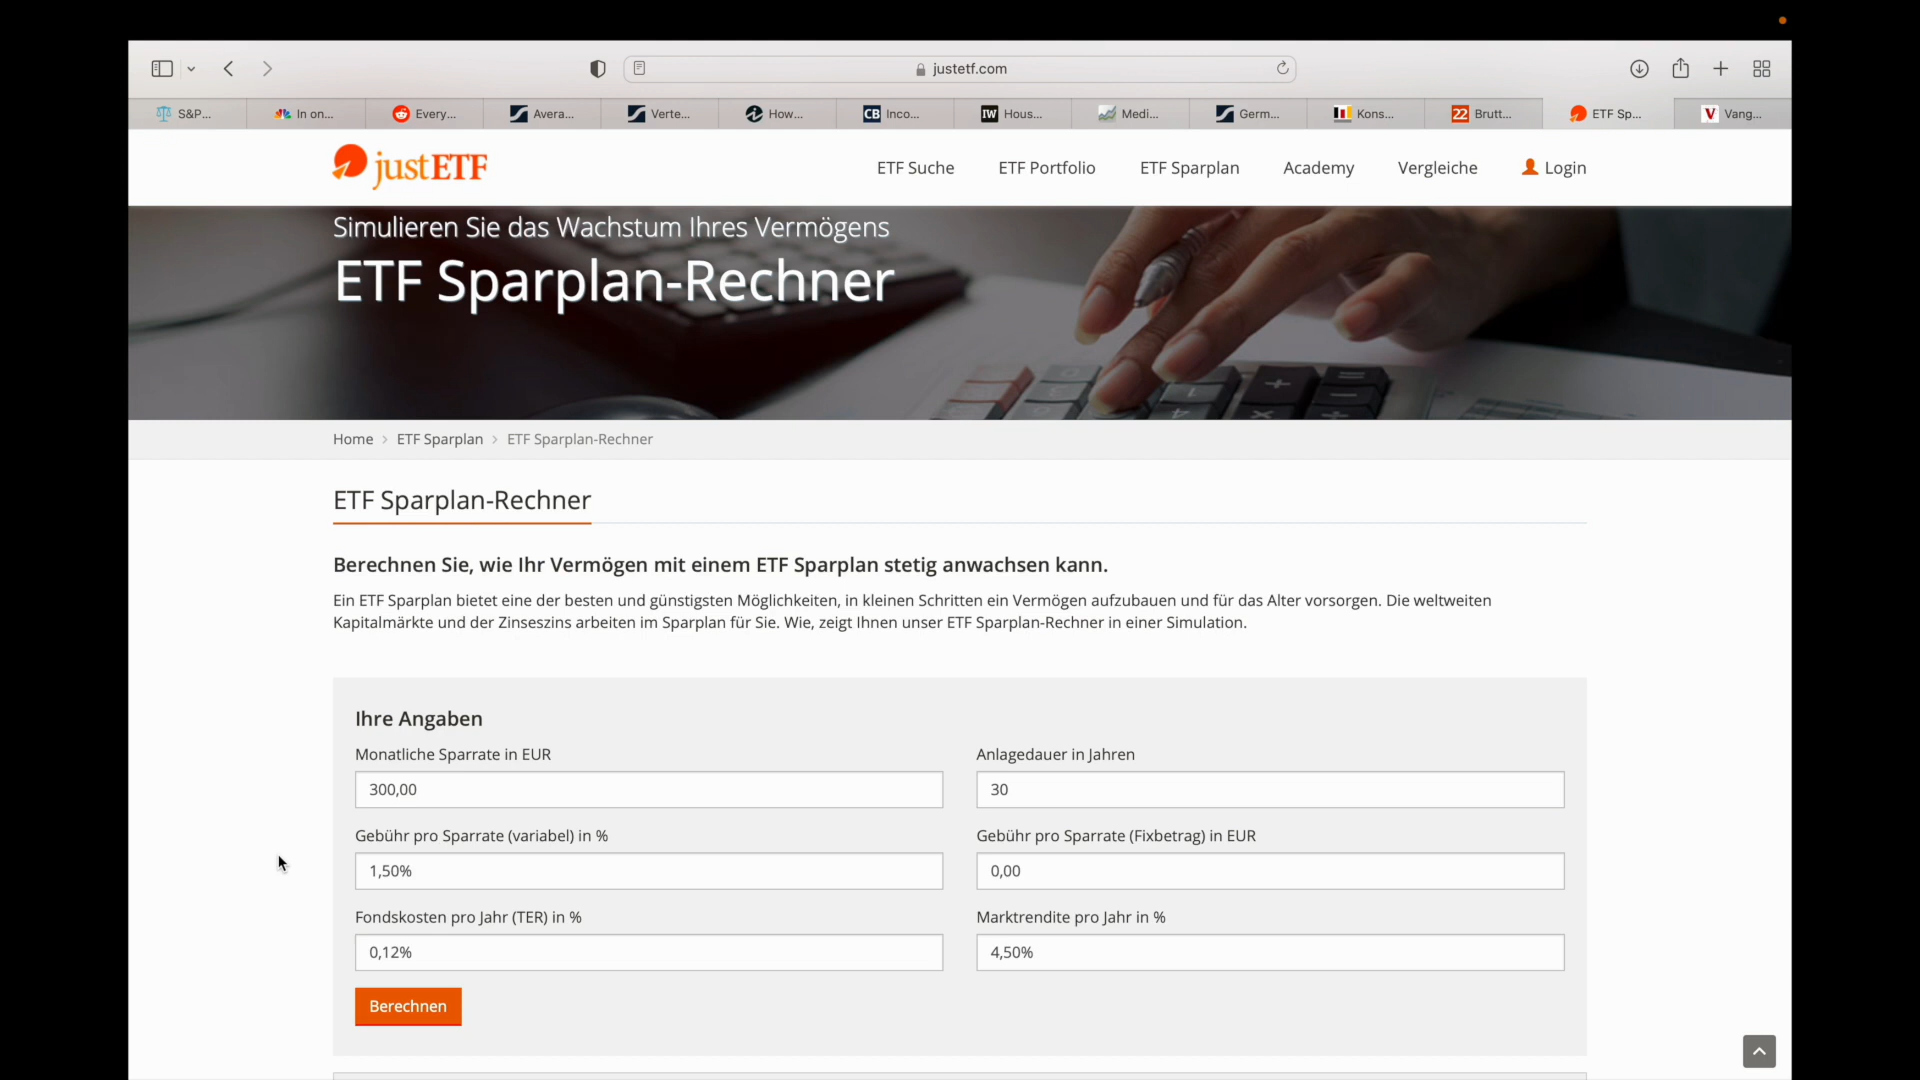 justetf.com
S&P...
In on...
Every...
Avera...
Verte...
How...
CB Inco...
IW Hous...
Medi...
Germ...
Kons...
22 Brutt...
ETF Sp...
V Vang...
justETF
ETF Suche
ETF Portfolio
ETF Sparplan
Academy
Vergleiche
Login
Simulieren Sie das Wachstum Ihres Vermögens
ETF Sparplan-Rechner
Home > ETF Sparplan > ETF Sparplan-Rechner
ETF Sparplan-Rechner
Berechnen Sie, wie Ihr Vermögen mit einem ETF Sparplan stetig anwachsen kann.
Ein ETF Sparplan bietet eine der besten und günstigsten Möglichkeiten, in kleinen Schritten ein Vermögen aufzubauen und für das Alter vorsorgen. Die weltweiten
Kapitalmärkte und der Zinseszins arbeiten im Sparplan für Sie. Wie, zeigt Ihnen unser ETF Sparplan-Rechner in einer Simulation.
Ihre Angaben
Monatliche Sparrate in EUR
300,00
Anlagedauer in Jahren
30
Gebühr pro Sparrate (variabel) in %
1,50%
Gebühr pro Sparrate (Fixbetrag) in EUR
0,00
Fondskosten pro Jahr (TER) in %
0,12%
Marktrendite pro Jahr in %
4,50%
Berechnen